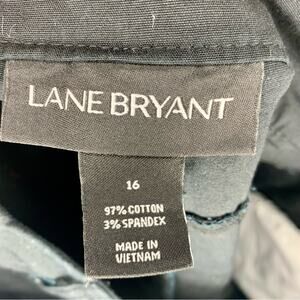 LANE BRYANT
16
97% COTTON
3% SPANDEX
MADE IN
VIETNAM